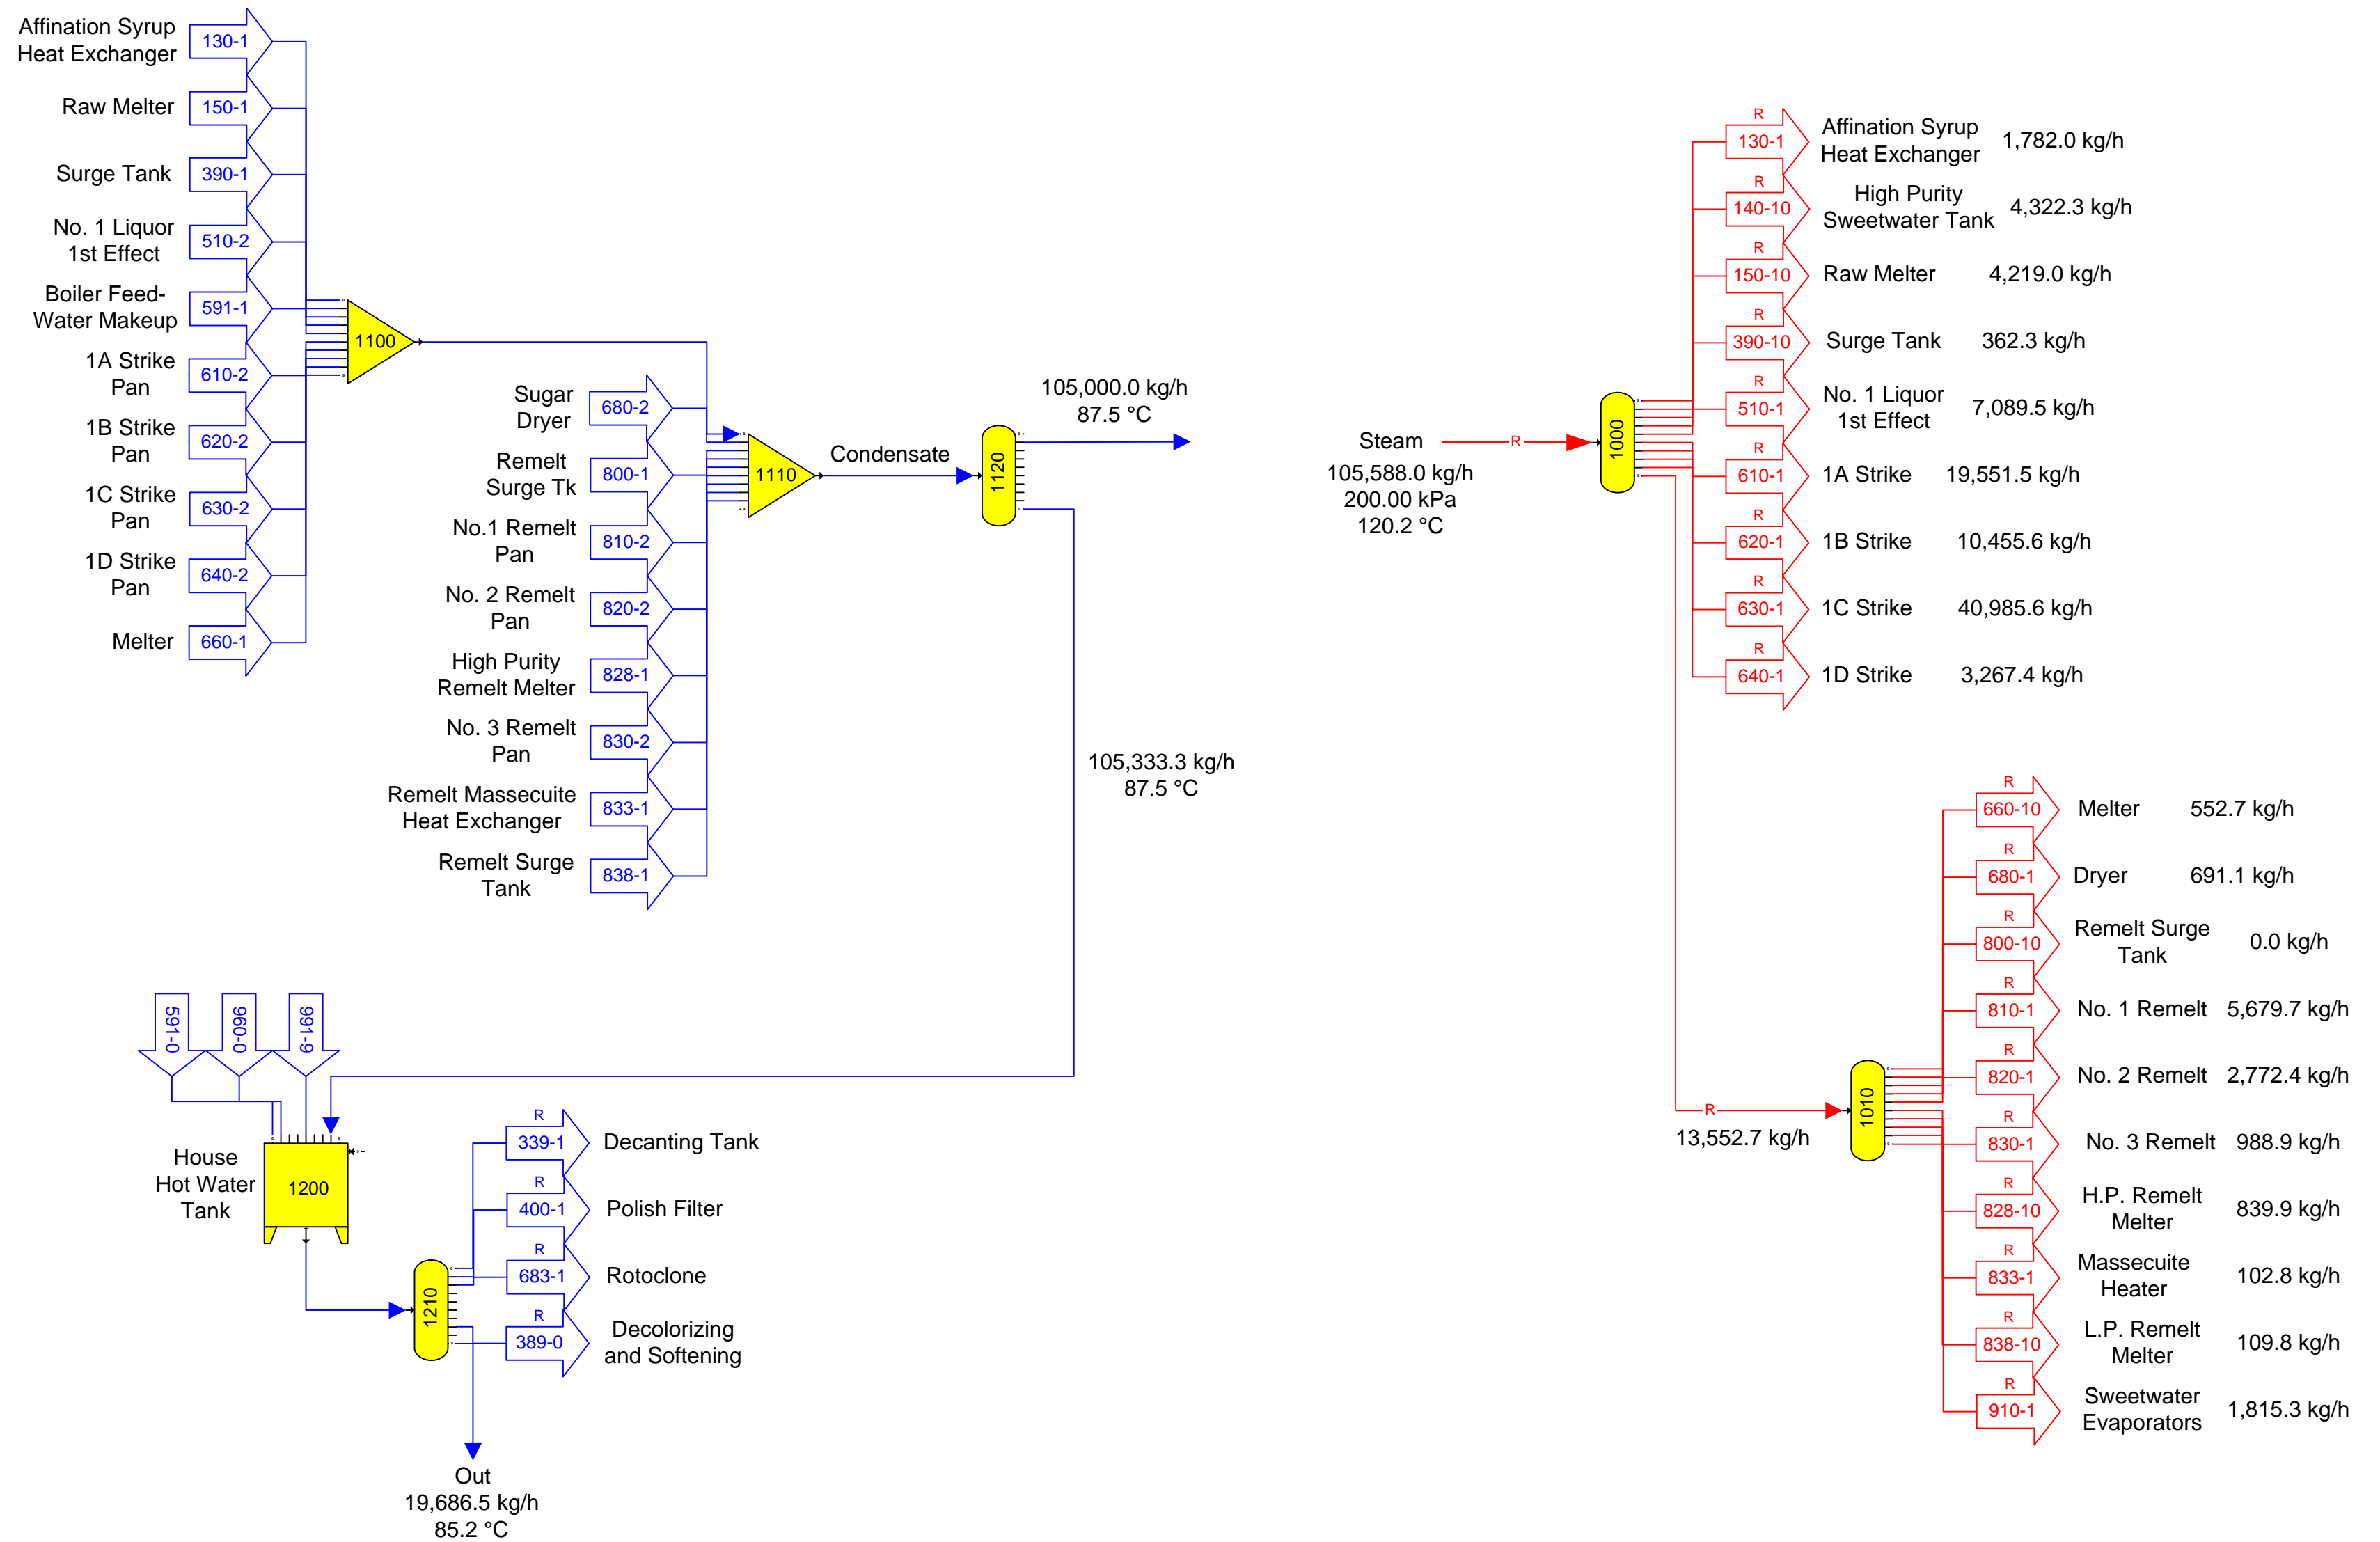 Affination Syrup
Heat Exchanger
130-1
Raw Melter
150-1
Surge Tank
390-1
No. 1 Liquor
1st Effect
510-2
Boiler Feed-
Water Makeup
591-1
1A Strike
Pan
610-2
1B Strike
Pan
620-2
1C Strike
Pan
630-2
1D Strike
Pan
640-2
Melter
660-1
1100
Sugar
Dryer
680-2
Remelt
Surge Tk
800-1
No.1 Remelt
Pan
810-2
No. 2 Remelt
Pan
820-2
High Purity
Remelt Melter
828-1
No. 3 Remelt
Pan
830-2
Remelt Massecuite
Heat Exchanger
833-1
Remelt Surge
Tank
838-1
1110
Condensate
1120
105,000.0 kg/h
87.5 °C
105,333.3 kg/h
87.5 °C
591-0
960-0
991-9
House
Hot Water
Tank
1200
1210
R
339-1
Decanting Tank
R
400-1
Polish Filter
R
683-1
Rotoclone
R
389-0
Decolorizing
and Softening
Out
19,686.5 kg/h
85.2 °C
Steam
R
105,588.0 kg/h
200.00 kPa
120.2 °C
1000
R
130-1
Affination Syrup
Heat Exchanger
1,782.0 kg/h
R
140-10
High Purity
Sweetwater Tank
4,322.3 kg/h
R
150-10
Raw Melter
4,219.0 kg/h
R
390-10
Surge Tank
362.3 kg/h
R
510-1
No. 1 Liquor
1st Effect
7,089.5 kg/h
R
610-1
1A Strike
19,551.5 kg/h
R
620-1
1B Strike
10,455.6 kg/h
R
630-1
1C Strike
40,985.6 kg/h
R
640-1
1D Strike
3,267.4 kg/h
R
13,552.7 kg/h
1010
R
660-10
Melter
552.7 kg/h
R
680-1
Dryer
691.1 kg/h
R
800-10
Remelt Surge
Tank
0.0 kg/h
R
810-1
No. 1 Remelt
5,679.7 kg/h
R
820-1
No. 2 Remelt
2,772.4 kg/h
R
830-1
No. 3 Remelt
988.9 kg/h
R
828-10
H.P. Remelt
Melter
839.9 kg/h
R
833-1
Massecuite
Heater
102.8 kg/h
R
838-10
L.P. Remelt
Melter
109.8 kg/h
R
910-1
Sweetwater
Evaporators
1,815.3 kg/h